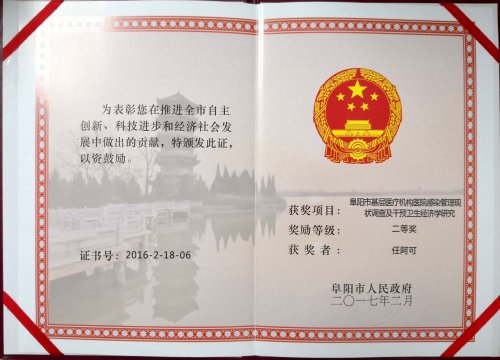 为表彰您在推进全市自主
创新、科技进步和经济社会发
展中做出的贡献，特颁发此证，
以资鼓励。
证书号：2016-2-18-06
获奖项目：阜阳市基层医疗机构医院感染管理现
状调查及干预卫生经济学研究
奖励等级：二等奖
获奖者：任阿可
阜阳市人民政府
二〇一七年二月